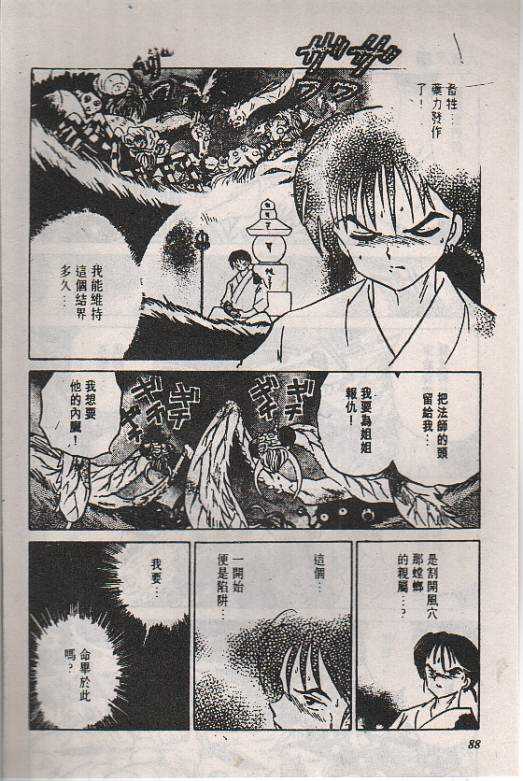 畜牲…
藥力發作
了！
ザザ
ワワ
我能維持
這個結界
多久…
把法師的頭
留給我…
我要為姐姐
報仇！
ギギ
チチ
ギギ
チチ
我想要
他的內臟！
是割開風穴
那螳螂
的親屬…？
這個…
一開始
便是陷阱…
我要…
命畢於此
嗎？
88